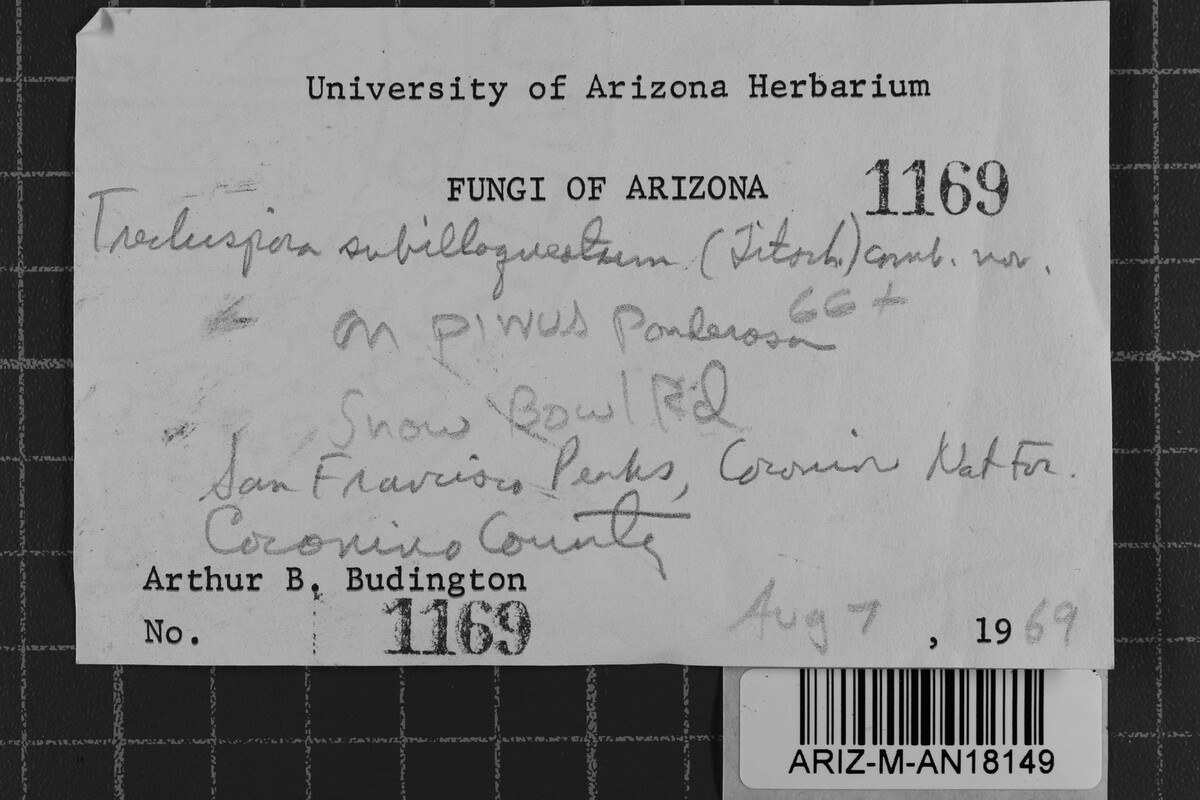 University of Arizona Herbarium
FUNGI OF ARIZONA 1169
Trechispora subillaqueatum (Litsch.) comb. nov.
on pinus Ponderosa 66+
Snow Bowl Rd
San Francisco Peaks, Coconino Nat For.
Coconino County
Arthur B. Budington
No. 1169 Aug 7, 1969
ARIZ-M-AN18149